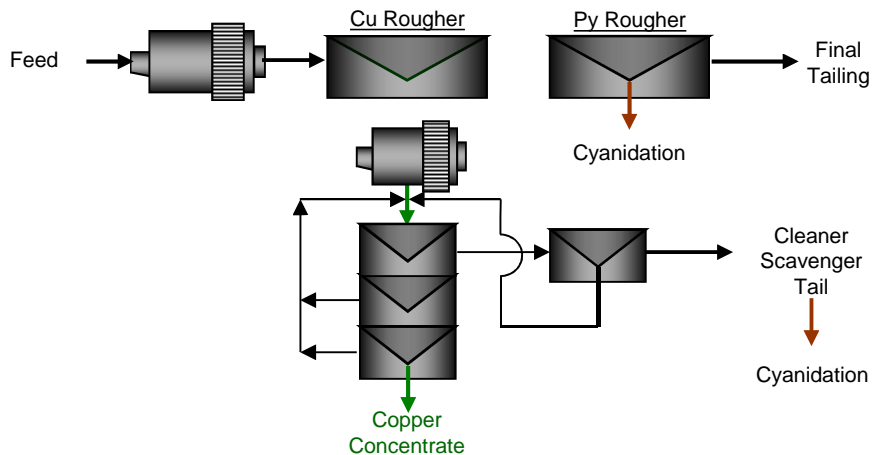 Cu Rougher
Py Rougher
Feed
Final
Tailing
Cyanidation
Cleaner
Scavenger
Tail
Cyanidation
Copper
Concentrate